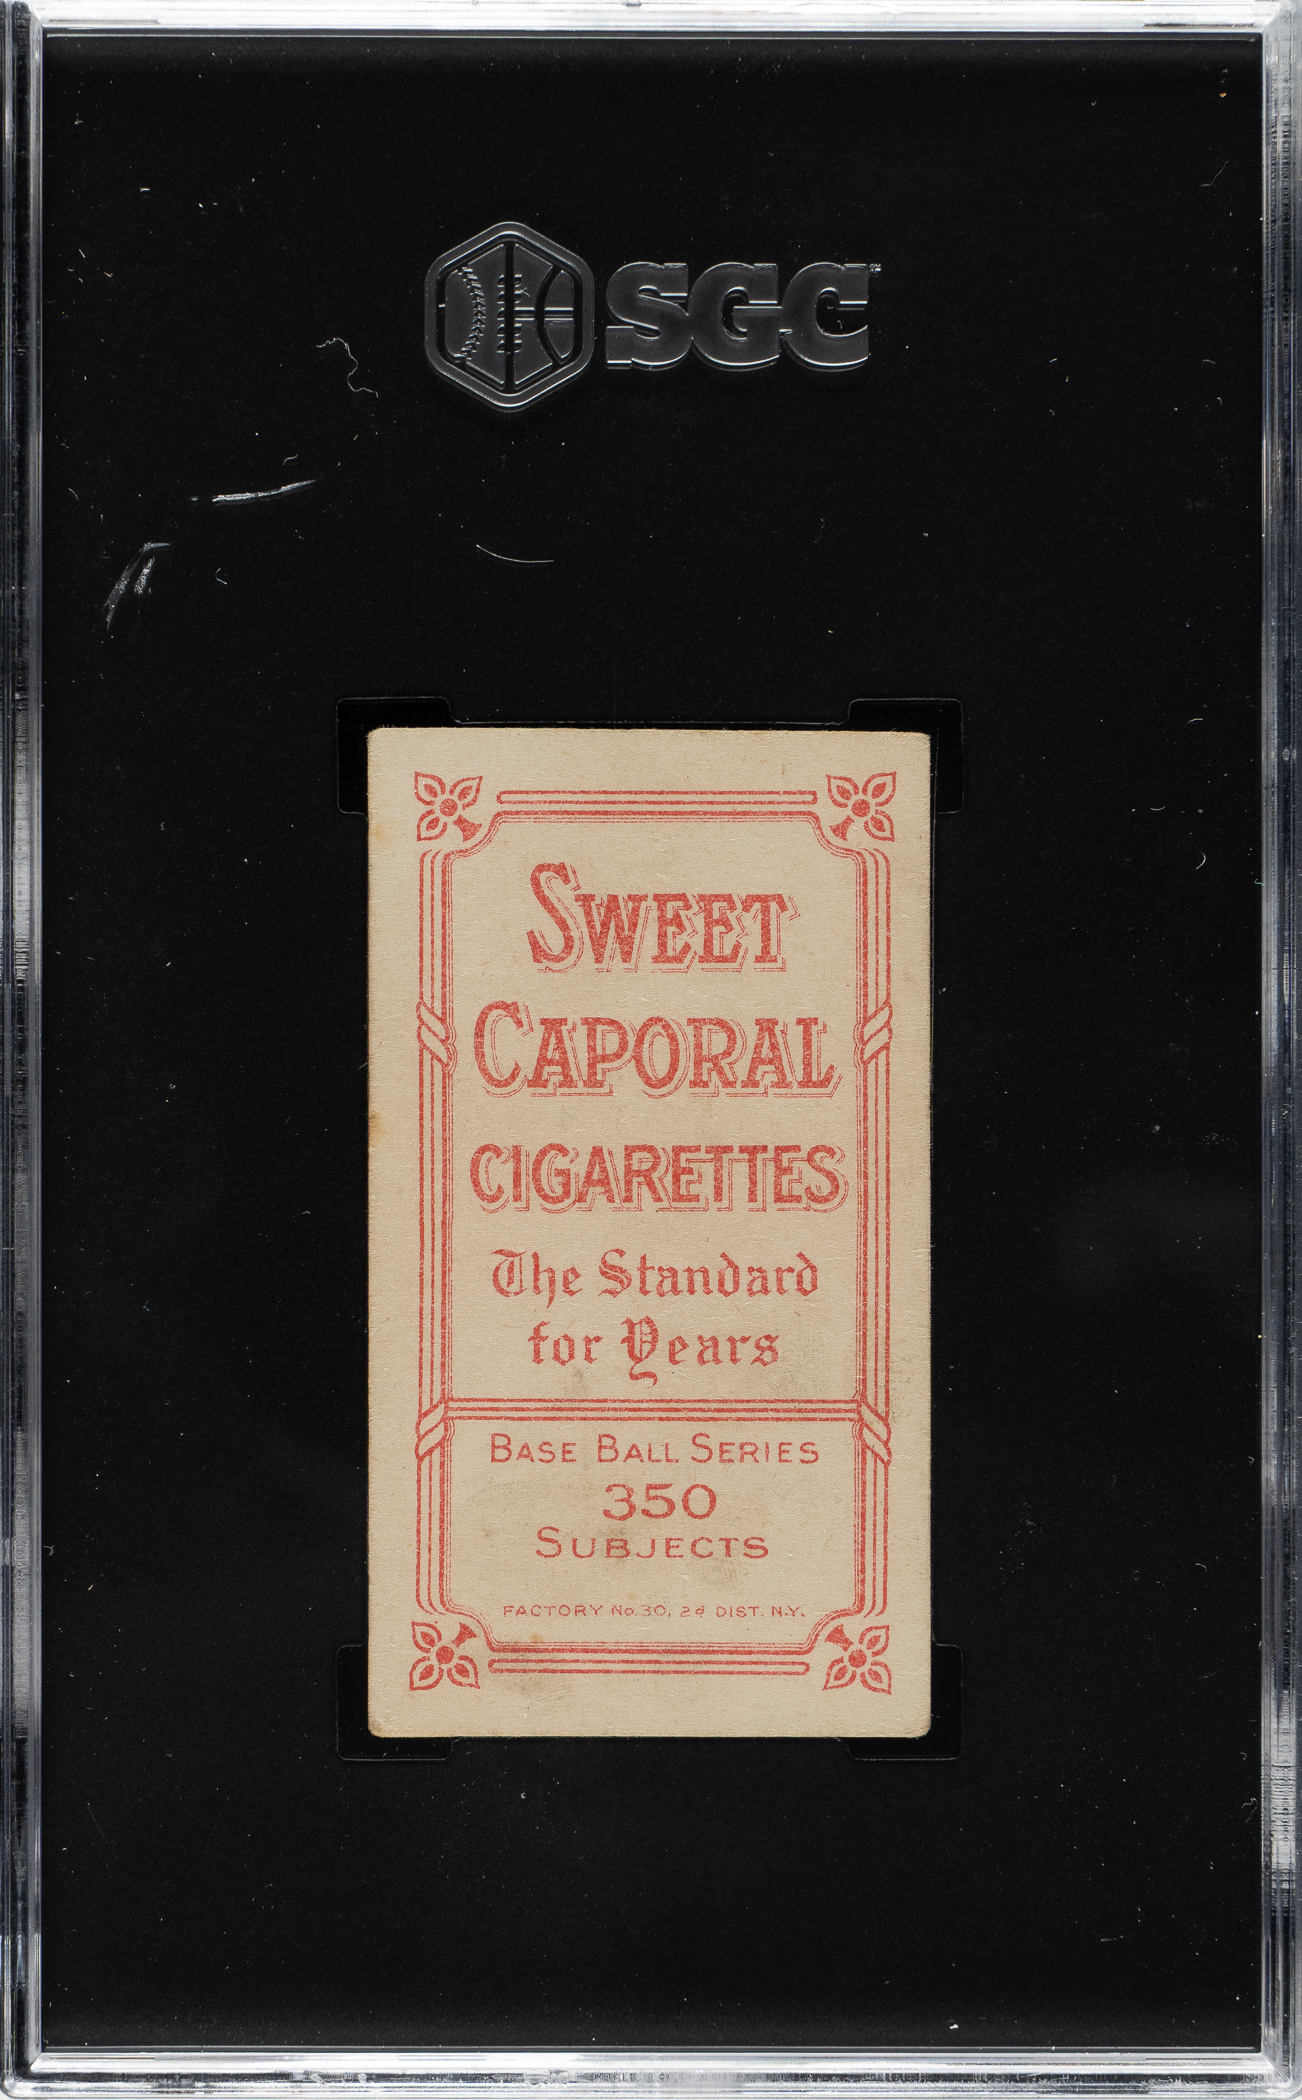 SGC
SWEET
CAPORAL
CIGARETTES
The Standard
for Years
BASE BALL SERIES
350
SUBJECTS
FACTORY No. 30, 2d DIST. N.Y.